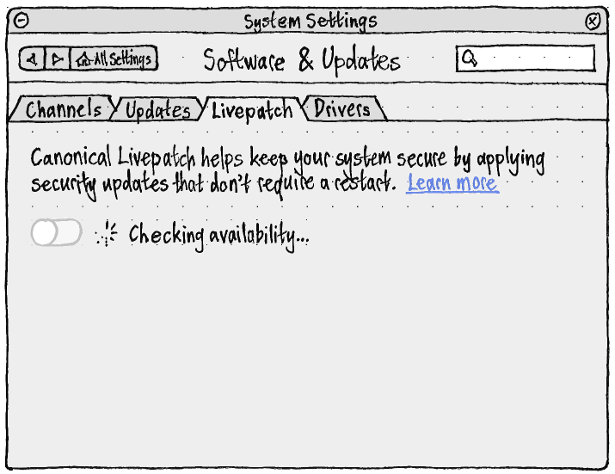 System Settings
All Settings
Software & Updates
Channels
Updates
Livepatch
Drivers
Canonical Livepatch helps keep your system secure by applying
security updates that don't require a restart. Learn more
Checking availability...